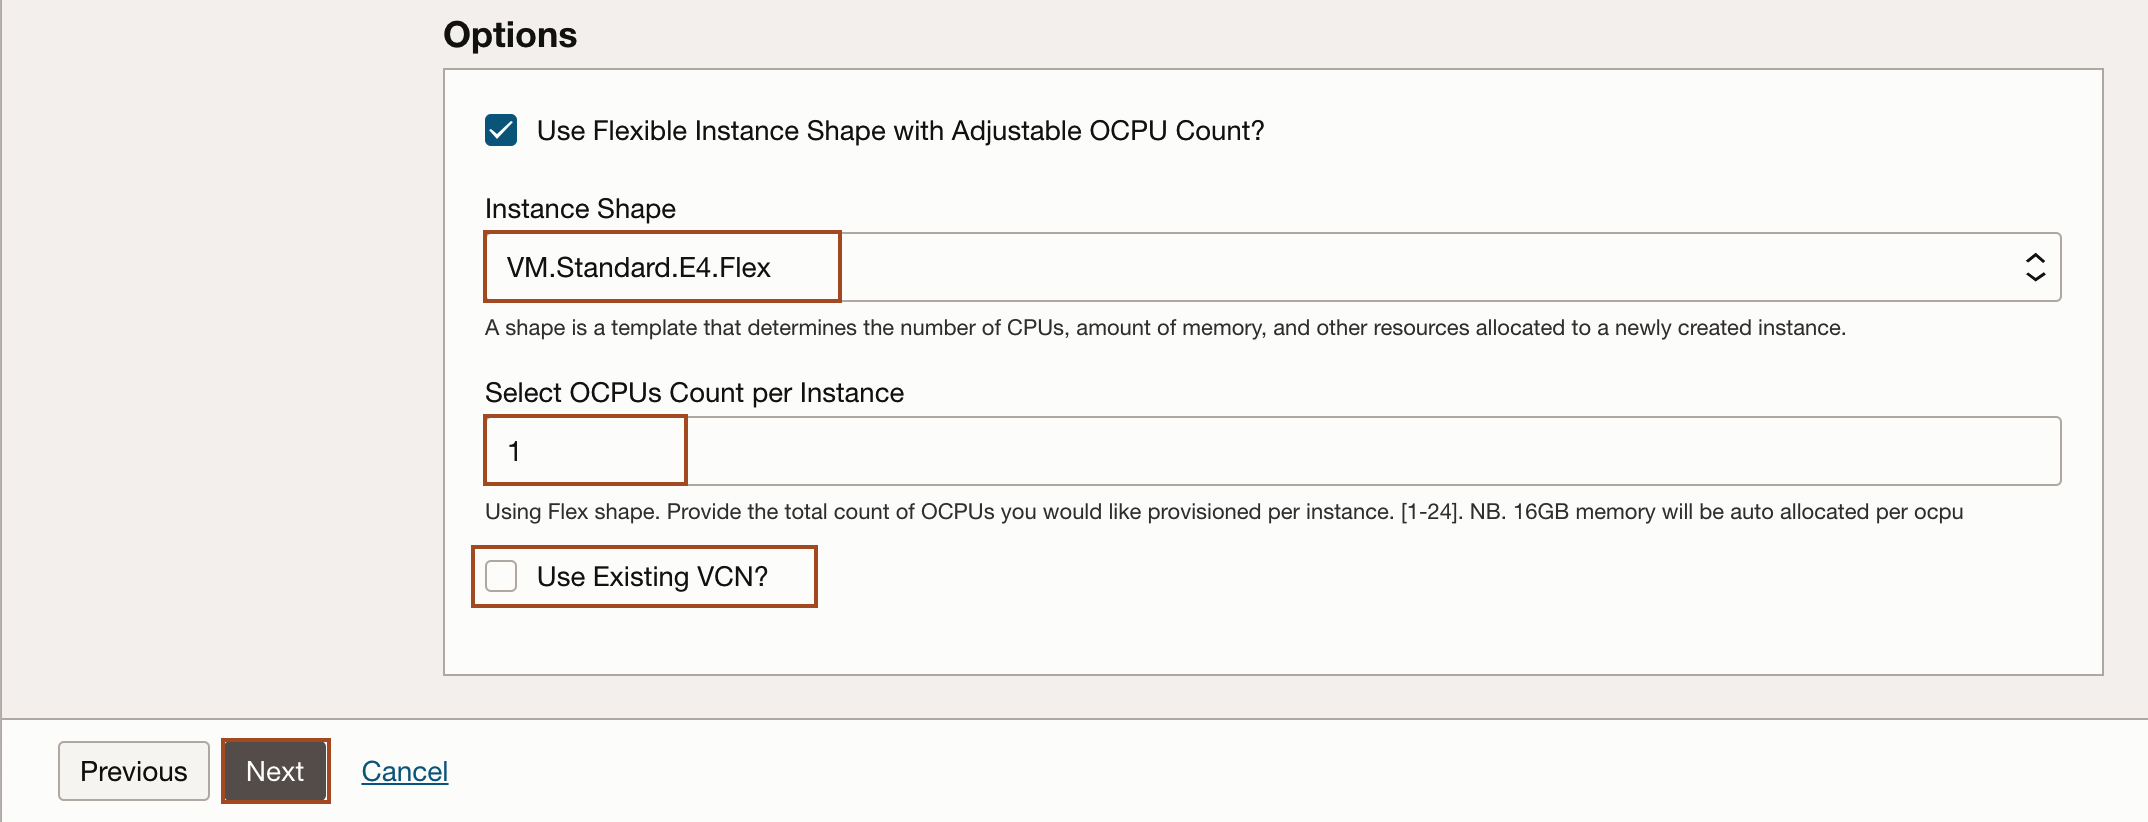 Options
Use Flexible Instance Shape with Adjustable OCPU Count?
Instance Shape
VM.Standard.E4.Flex
A shape is a template that determines the number of CPUs, amount of memory, and other resources allocated to a newly created instance.
Select OCPUs Count per Instance
1
Using Flex shape. Provide the total count of OCPUs you would like provisioned per instance. [1-24]. NB. 16GB memory will be auto allocated per ocpu
Use Existing VCN?
Previous Next Cancel